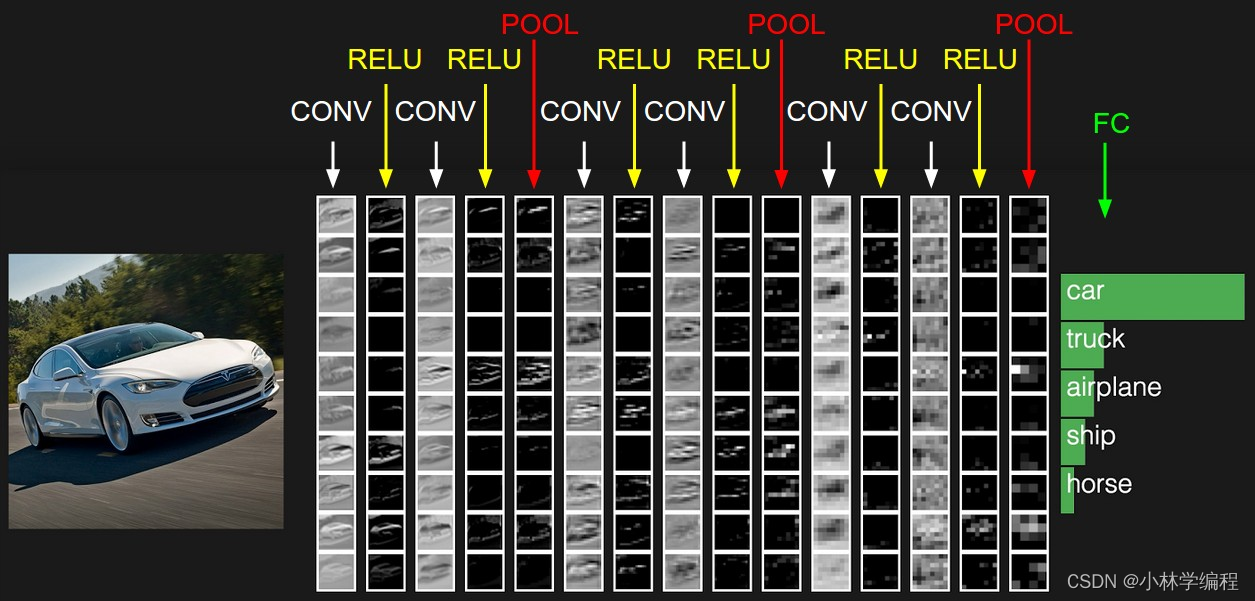 POOL POOL POOL
RELU RELU RELU RELU RELU RELU
CONV CONV CONV CONV CONV CONV
FC
car
truck
airplane
ship
horse
CSDN @小林学编程